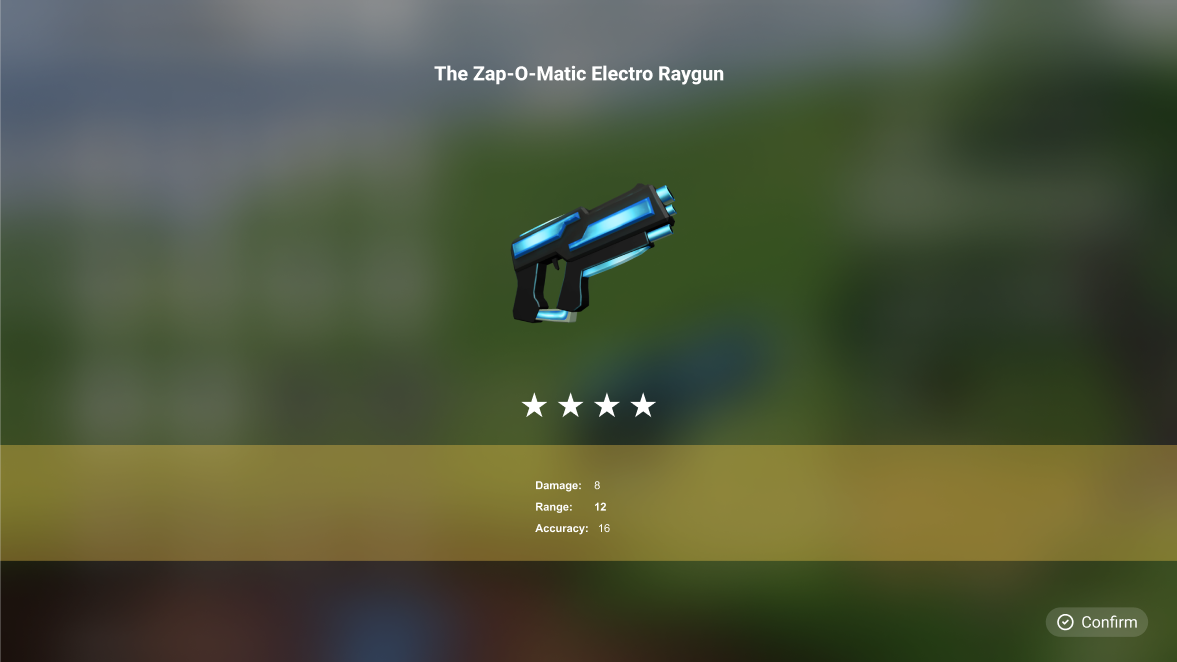 The Zap-O-Matic Electro Raygun
Damage: 8
Range: 12
Accuracy: 16
Confirm